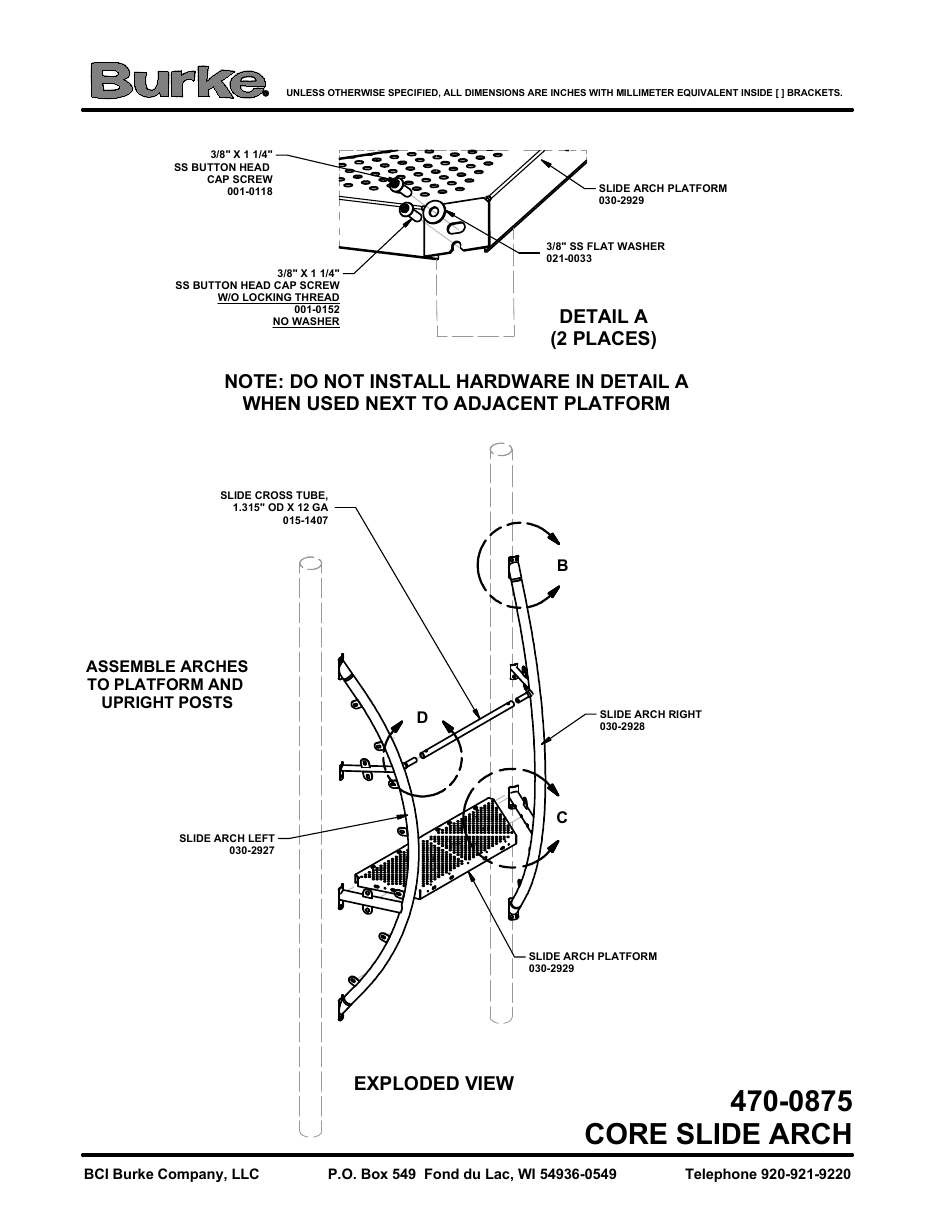 Burke
UNLESS OTHERWISE SPECIFIED, ALL DIMENSIONS ARE INCHES WITH MILLIMETER EQUIVALENT INSIDE [ ] BRACKETS.
3/8" X 1 1/4"
SS BUTTON HEAD
CAP SCREW
001-0118
SLIDE ARCH PLATFORM
030-2929
3/8" SS FLAT WASHER
021-0033
3/8" X 1 1/4"
SS BUTTON HEAD CAP SCREW
W/O LOCKING THREAD
001-0152
NO WASHER
DETAIL A
(2 PLACES)
NOTE: DO NOT INSTALL HARDWARE IN DETAIL A
WHEN USED NEXT TO ADJACENT PLATFORM
SLIDE CROSS TUBE,
1.315" OD X 12 GA
015-1407
B
ASSEMBLE ARCHES
TO PLATFORM AND
UPRIGHT POSTS
D
SLIDE ARCH RIGHT
030-2928
C
SLIDE ARCH LEFT
030-2927
SLIDE ARCH PLATFORM
030-2929
EXPLODED VIEW
470-0875
CORE SLIDE ARCH
BCI Burke Company, LLC P.O. Box 549 Fond du Lac, WI 54936-0549 Telephone 920-921-9220